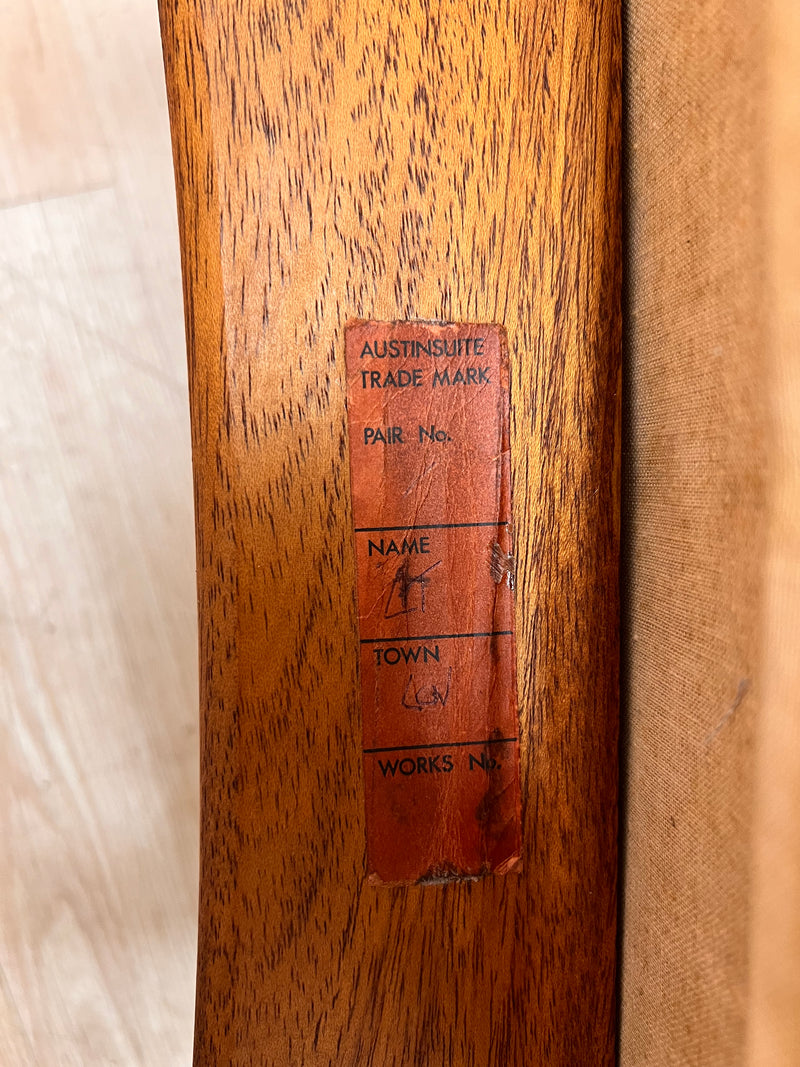 AUSTINSUITE
TRADE MARK
PAIR No.
NAME
TOWN
WORKS No.